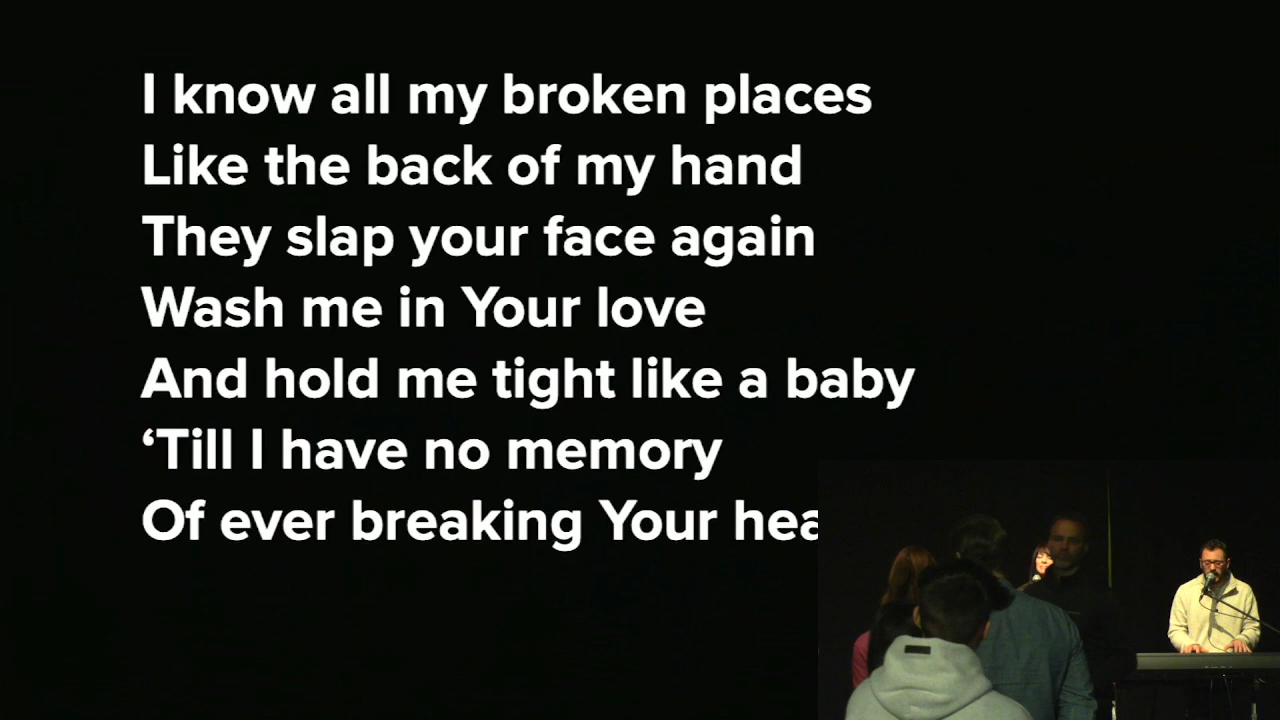 I know all my broken places
Like the back of my hand
They slap your face again
Wash me in Your love
And hold me tight like a baby
‘Till I have no memory
Of ever breaking Your hea